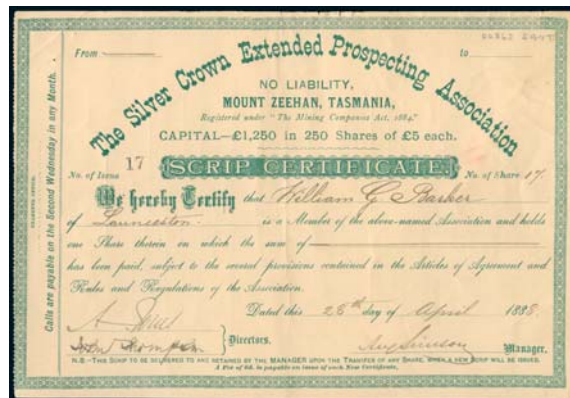 From
to
The Silver Crown Extended Prospecting Association
NO LIABILITY,
MOUNT ZEEHAN, TASMANIA,
Registered under "The Mining Companies Act, 1884."
CAPITAL—£1,250 in 250 Shares of £5 each.
SCRIP CERTIFICATE.
No. of Issue 17
No. of Share 17.
We hereby Certify that William G Barker
of Launceston is a Member of the above-named Association and holds
one Share therein on which the sum of
has been paid, subject to the several provisions contained in the Articles of Agreement and
Rules and Regulations of the Association.
Dated this 26th day of April 1888.
Directors.
Manager.
N.B.—THIS SCRIP TO BE DELIVERED TO AND RETAINED BY THE MANAGER UPON THE TRANSFER OF ANY SHARE, WHEN A NEW SCRIP WILL BE ISSUED.
A Fee of 6d. is payable on issue of each New Certificate.
Calls are payable on the Second Wednesday in any Month.